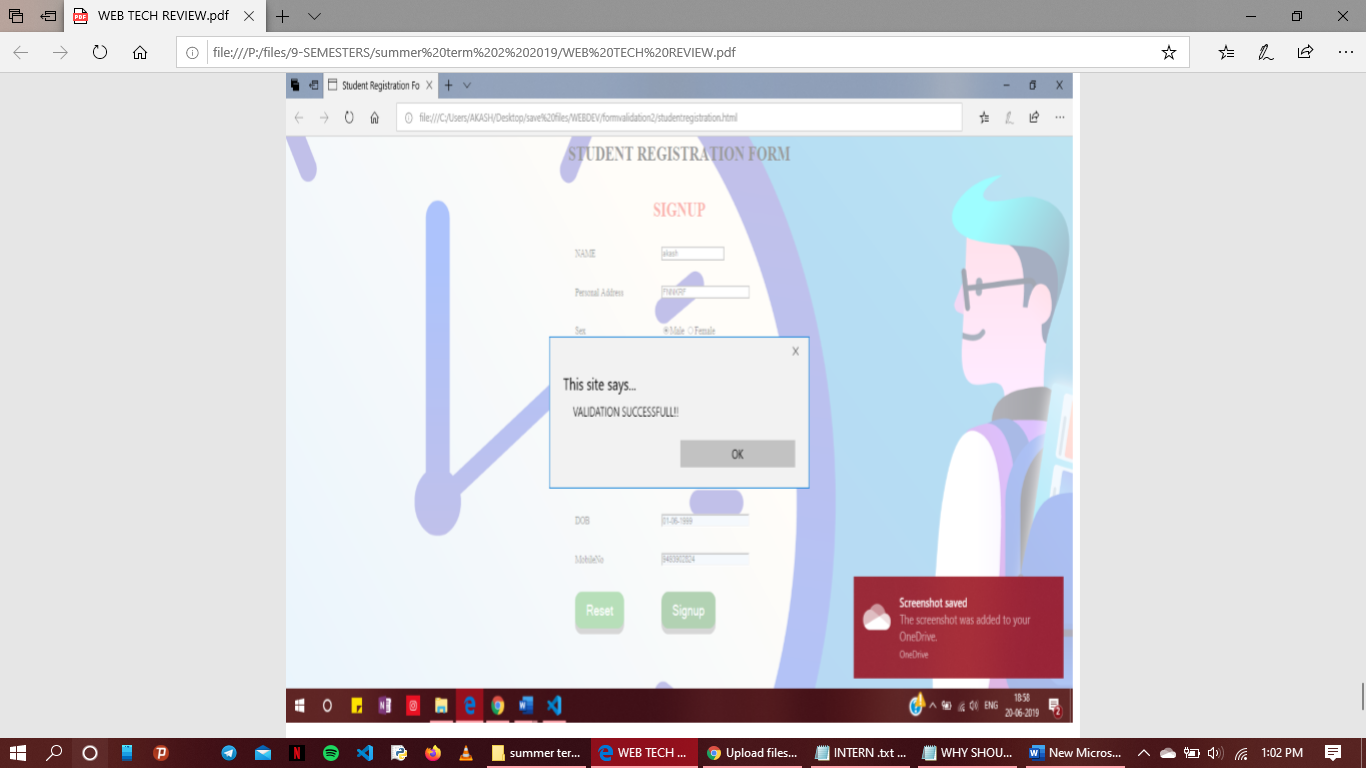 WEB TECH REVIEW.pdf
file:///P:/files/9-SEMESTERS/summer%20term%202%202019/WEB%20TECH%20REVIEW.pdf
Student Registration Fo
file:///C:/Users/AKASH/Desktop/save%20files/WEBDEV/formvalidation2/studentregistration.html
STUDENT REGISTRATION FORM
SIGNUP
NAME akash
Personal Address
Sex Male Female
This site says...
VALIDATION SUCCESSFULL!!
OK
DOB 01-06-1999
MobileNo
Reset Signup
Screenshot saved
The screenshot was added to your
OneDrive.
OneDrive
ENG 18:58
20-06-2019
2
summer ter... WEB TECH ... Upload files... INTERN .txt ... WHY SHOU... New Micros... 1:02 PM